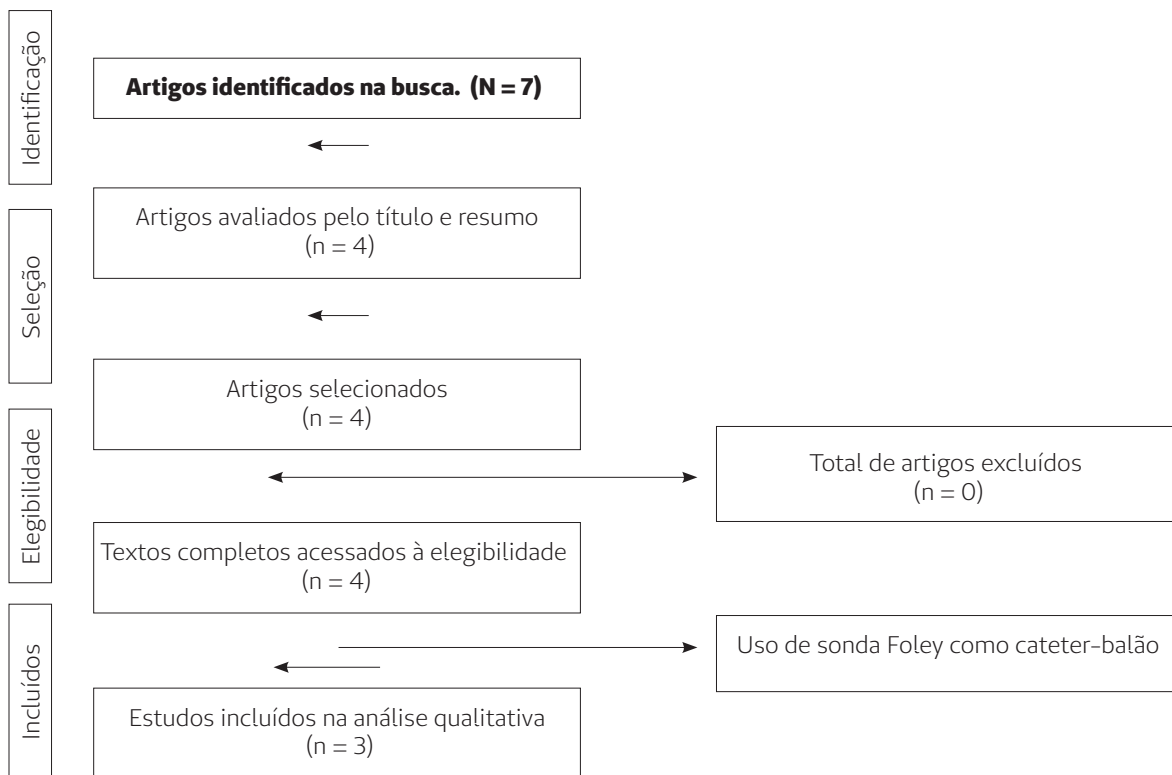 Identificação
Artigos identificados na busca. (N = 7)
Artigos avaliados pelo título e resumo
(n = 4)
Seleção
Artigos selecionados
(n = 4)
Elegibilidade
Total de artigos excluídos
(n = 0)
Textos completos acessados à elegibilidade
(n = 4)
Incluídos
Uso de sonda Foley como cateter-balão
Estudos incluídos na análise qualitativa
(n = 3)